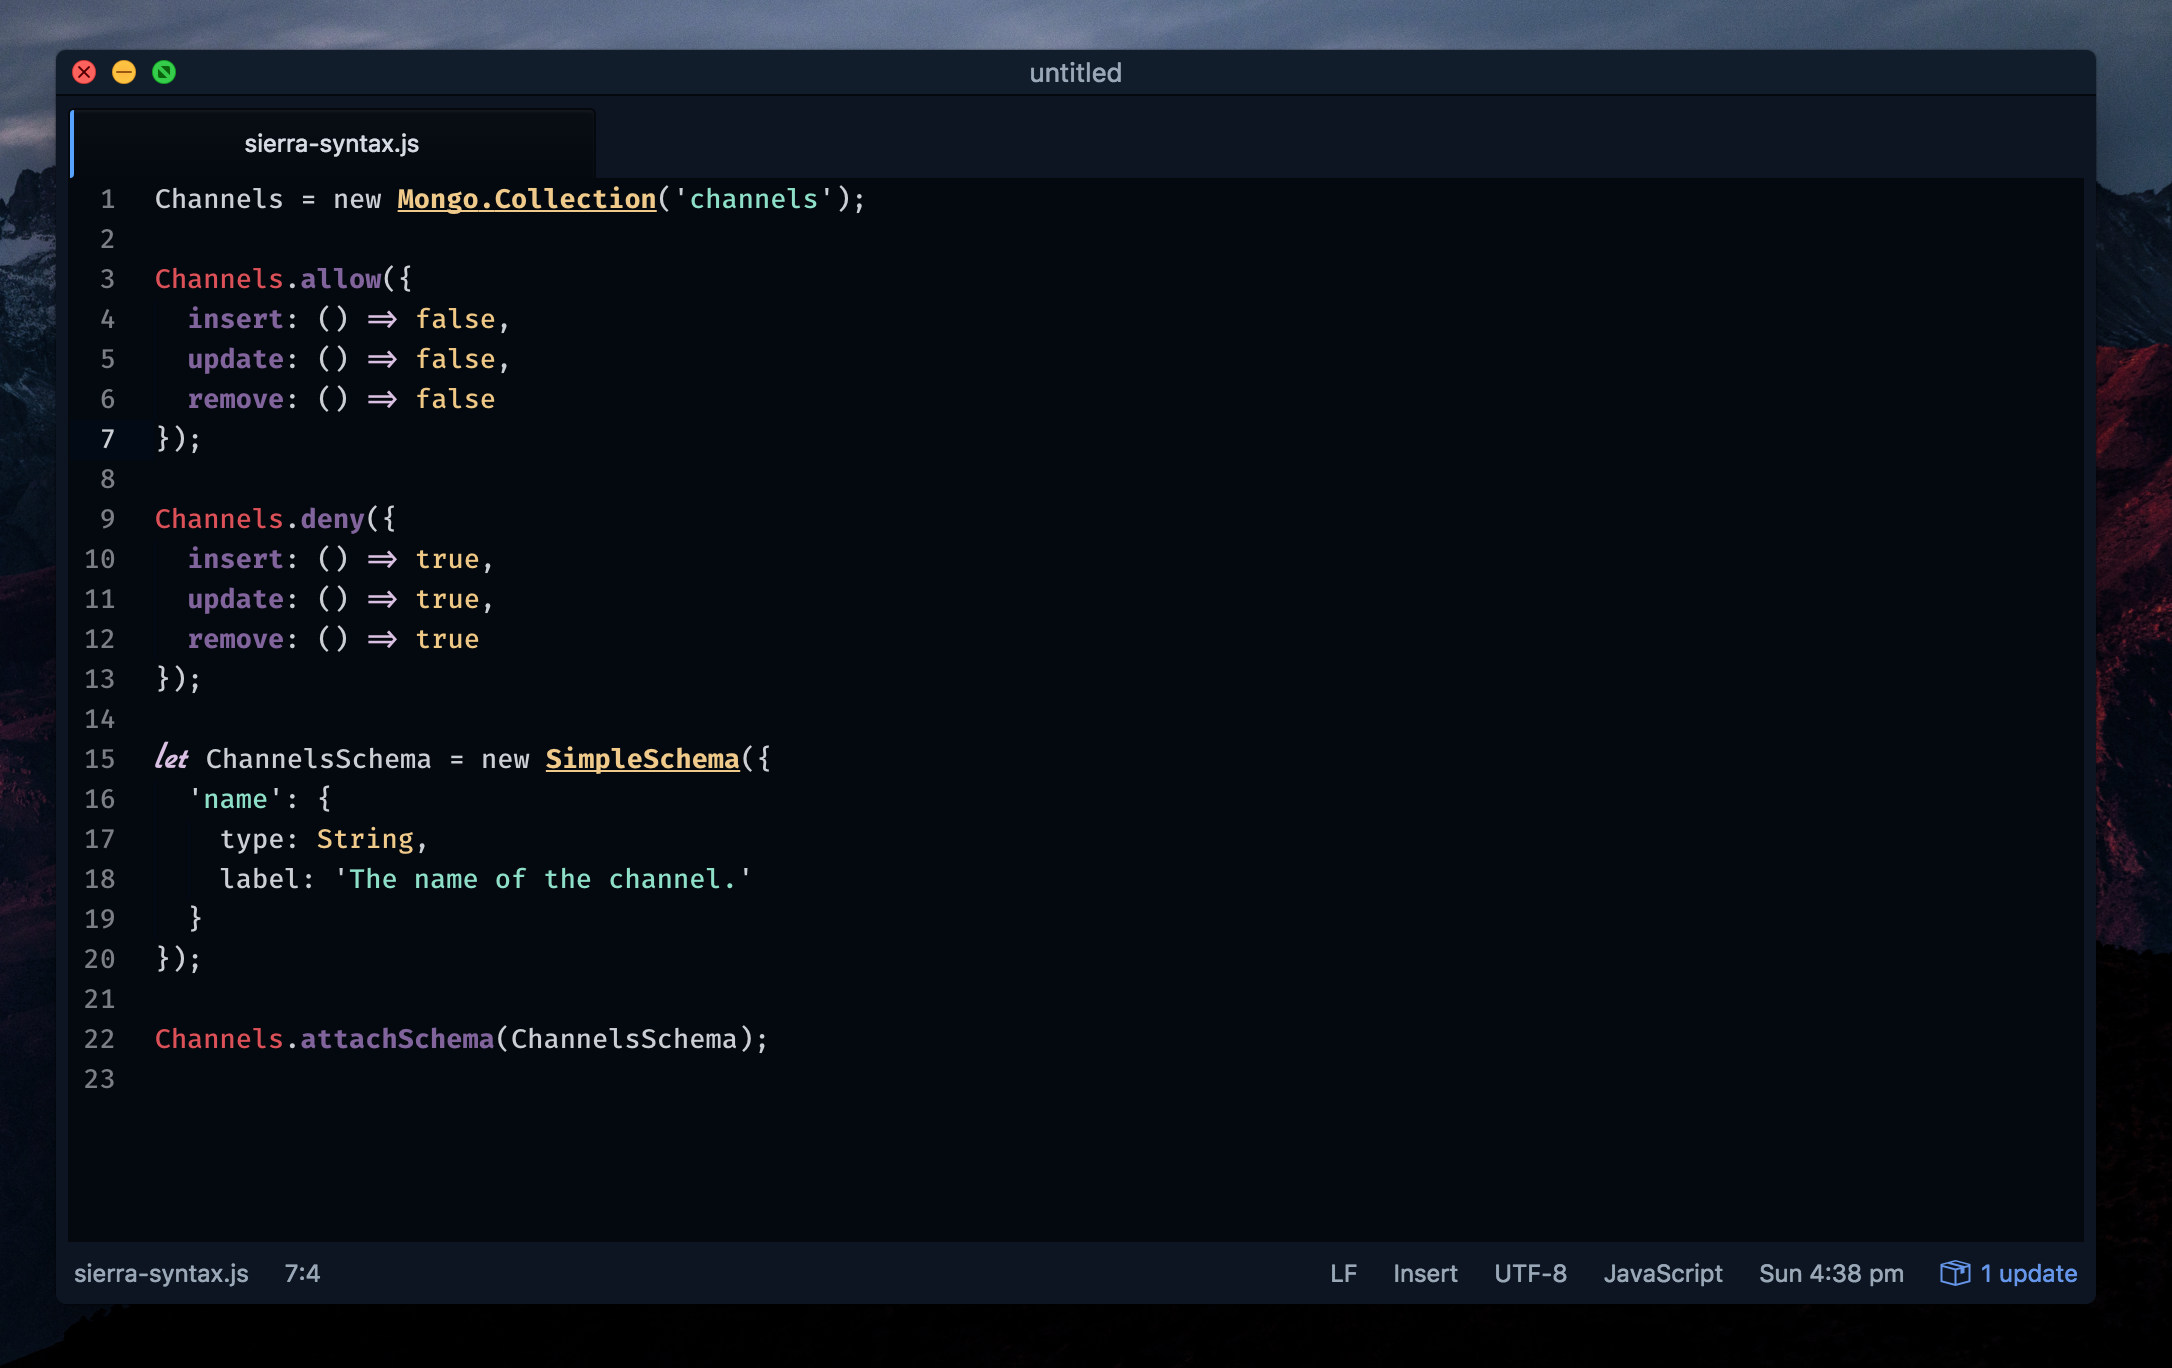 untitled
sierra-syntax.js
1 Channels = new Mongo.Collection('channels');
2
3 Channels.allow({
4   insert: () => false,
5   update: () => false,
6   remove: () => false
7 });
8
9 Channels.deny({
10   insert: () => true,
11   update: () => true,
12   remove: () => true
13 });
14
15 let ChannelsSchema = new SimpleSchema({
16   'name': {
17     type: String,
18     label: 'The name of the channel.'
19   }
20 });
21
22 Channels.attachSchema(ChannelsSchema);
23
sierra-syntax.js 7:4 LF Insert UTF-8 JavaScript Sun 4:38 pm 1 update